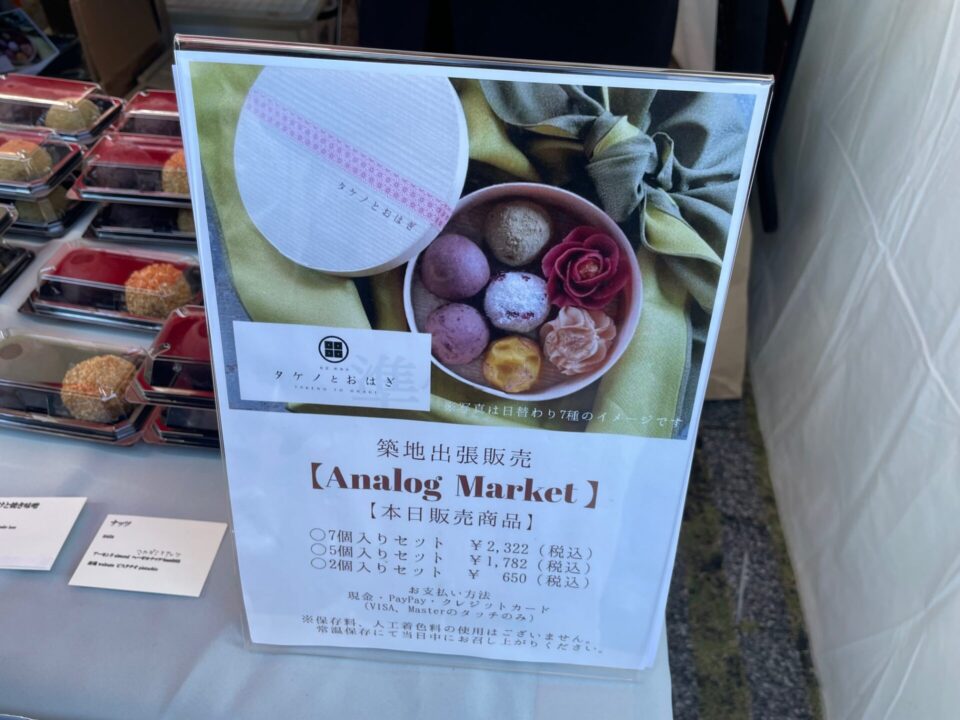 タケノとおはぎ
タケノとおはぎ
TAKENO TO OHAGI
※写真は日替わり7種のイメージです
築地出張販売
【Analog Market】
【本日販売商品】
○7個入りセット ￥2,322（税込）
○5個入りセット ￥1,782（税込）
○2個入りセット ￥ 650（税込）
お支払い方法
現金・PayPay・クレジットカード
(VISA, Masterのタッチのみ)
※保存料、人工着色料の使用はございません。
常温保存にて当日中にお召し上がりください。
ナッツ
nuts